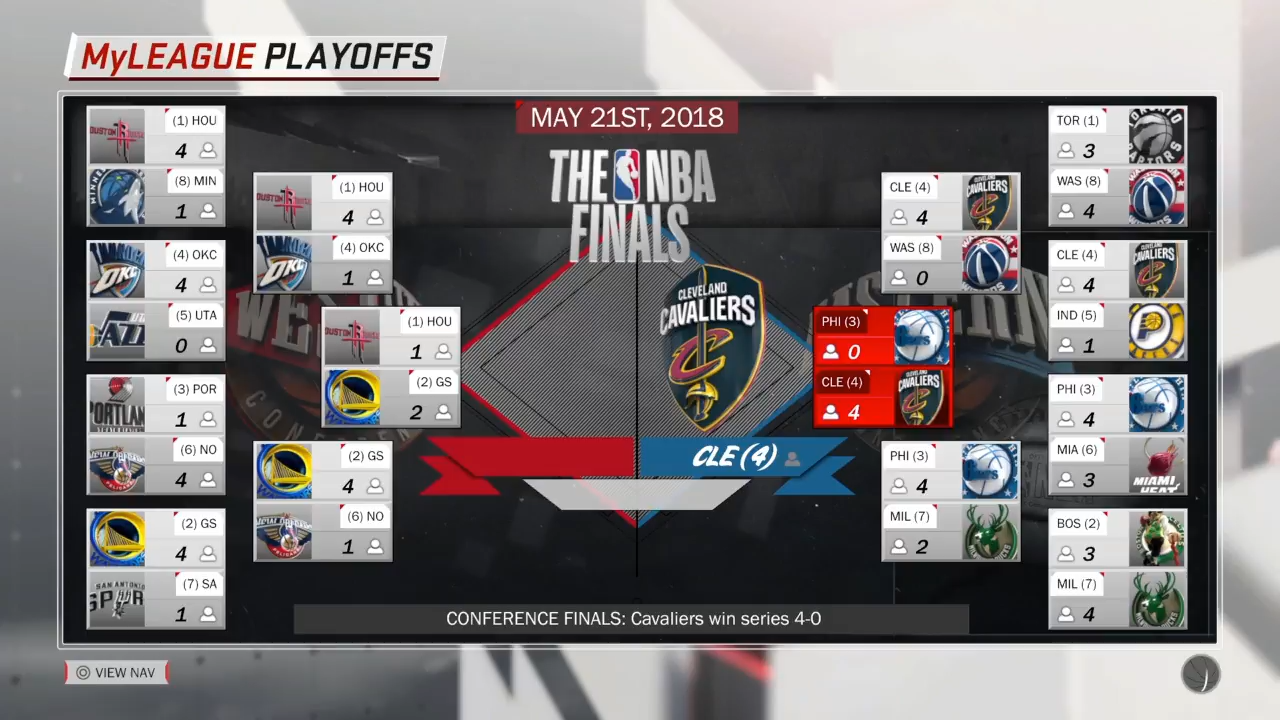 MyLEAGUE PLAYOFFS
MAY 21ST, 2018
THE NBA
FINALS
(1) HOU
4
(8) MIN
1
(4) OKC
4
(5) UTA
0
(3) POR
1
(6) NO
4
(2) GS
4
(7) SA
1
(1) HOU
4
(4) OKC
1
(2) GS
4
(6) NO
1
(1) HOU
1
(2) GS
2
CLEVELAND
CAVALIERS
CLE (4)
PHI (3)
0
CLE (4)
4
CLE (4)
4
WAS (8)
0
PHI (3)
4
MIL (7)
2
TOR (1)
3
WAS (8)
4
CLE (4)
4
IND (5)
1
PHI (3)
4
MIA (6)
3
MIAMI
HEAT
BOS (2)
3
MIL (7)
4
CONFERENCE FINALS: Cavaliers win series 4-0
VIEW NAV